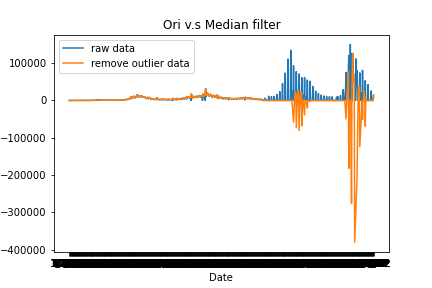 Ori v.s Median filter
raw data
remove outlier data
100000
0
−100000
−200000
−300000
−400000
Date